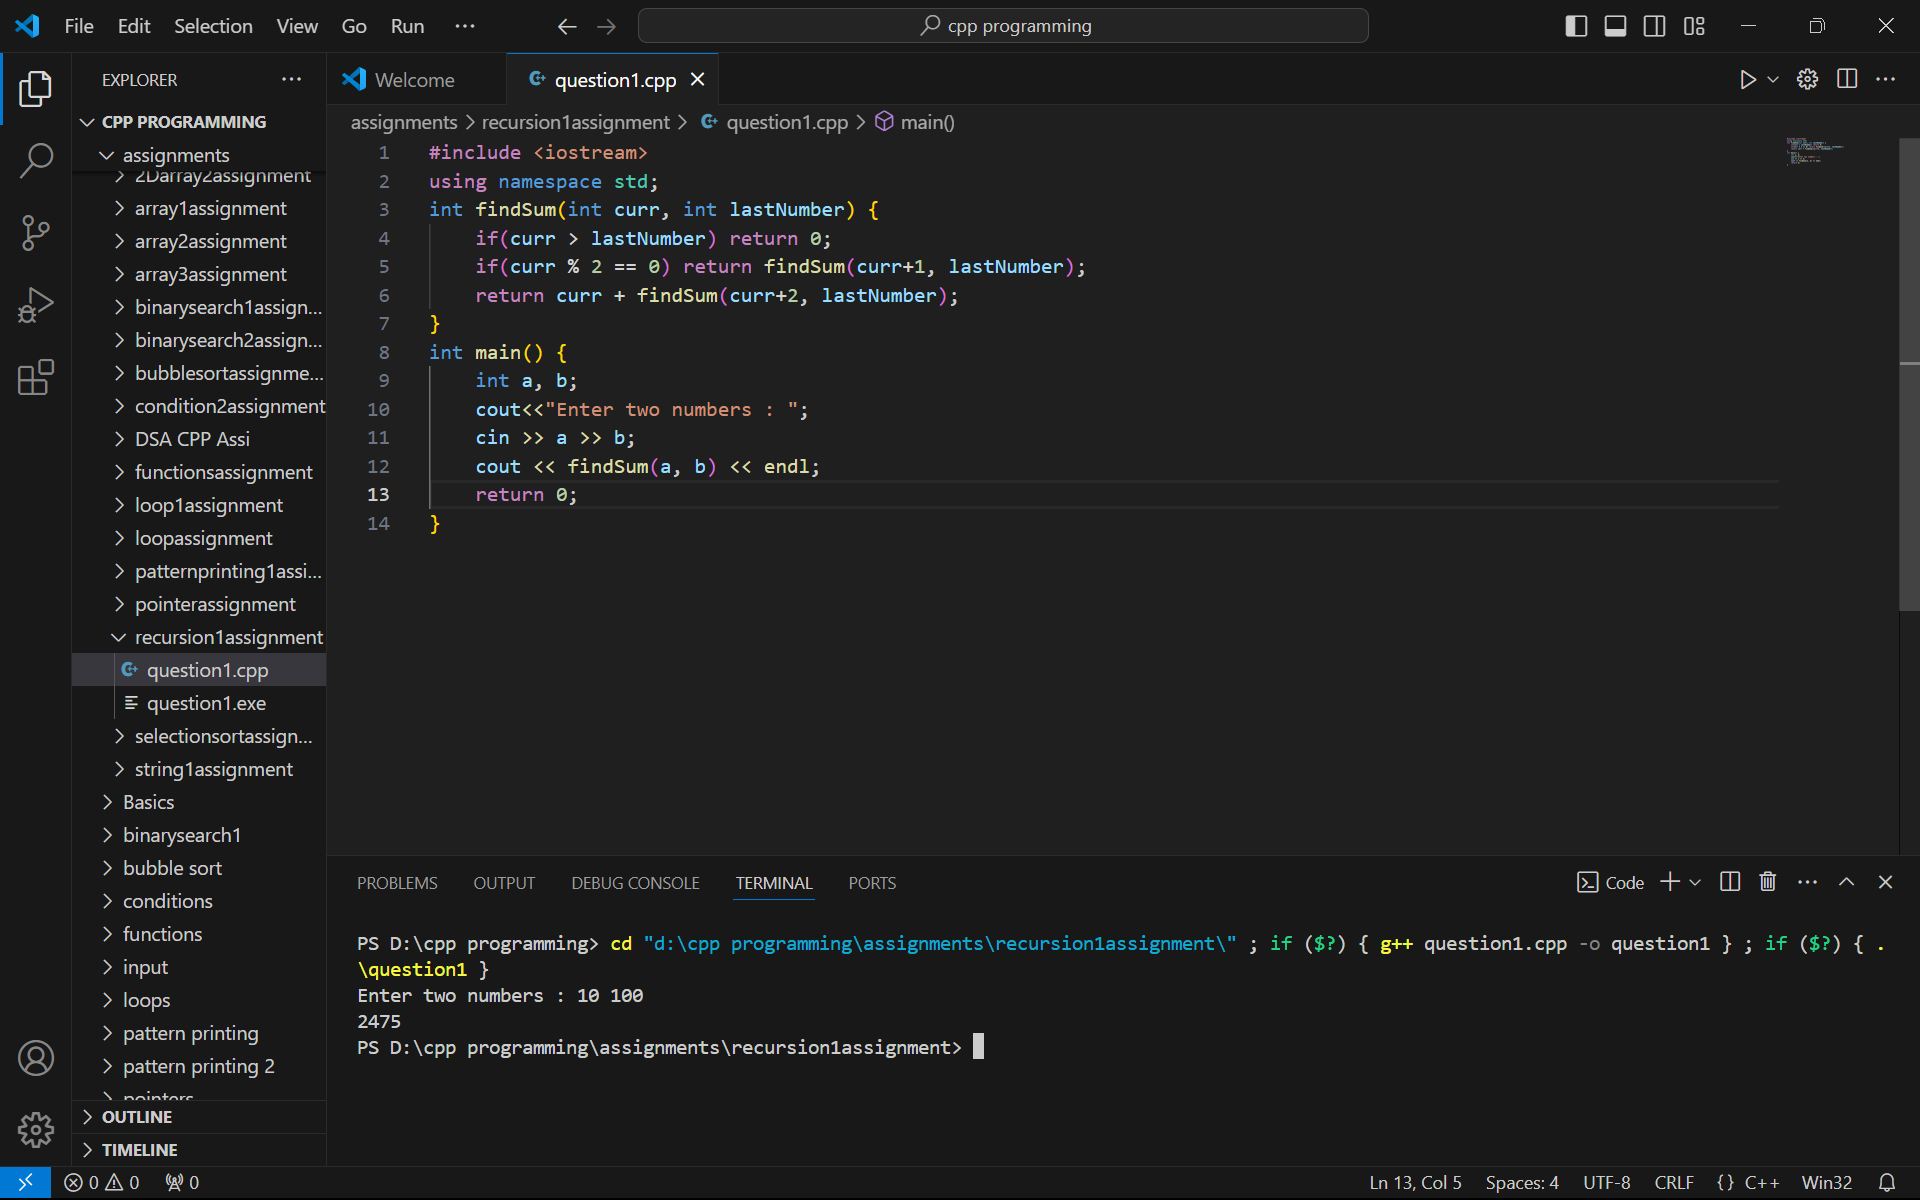 File Edit Selection View Go Run ···
cpp programming
EXPLORER
CPP PROGRAMMING
assignments
2Darray2assignment
array1assignment
array2assignment
array3assignment
binarysearch1assign...
binarysearch2assign...
bubblesortassignme...
condition2assignment
DSA CPP Assi
functionsassignment
loop1assignment
loopassignment
patternprinting1assi...
pointerassignment
recursion1assignment
question1.cpp
question1.exe
selectionsortassign...
string1assignment
Basics
binarysearch1
bubble sort
conditions
functions
input
loops
pattern printing
pattern printing 2
pointers
OUTLINE
TIMELINE
Welcome
question1.cpp
assignments > recursion1assignment > question1.cpp > main()
1 #include <iostream>
2 using namespace std;
3 int findSum(int curr, int lastNumber) {
4 if(curr > lastNumber) return 0;
5 if(curr % 2 == 0) return findSum(curr+1, lastNumber);
6 return curr + findSum(curr+2, lastNumber);
7 }
8 int main() {
9 int a, b;
10 cout<<"Enter two numbers : ";
11 cin >> a >> b;
12 cout << findSum(a, b) << endl;
13 return 0;
14 }
PROBLEMS OUTPUT DEBUG CONSOLE TERMINAL PORTS
Code
PS D:\cpp programming> cd "d:\cpp programming\assignments\recursion1assignment\" ; if ($?) { g++ question1.cpp -o question1 } ; if ($?) { .
\question1 }
Enter two numbers : 10 100
2475
PS D:\cpp programming\assignments\recursion1assignment>
0 0 0
Ln 13, Col 5 Spaces: 4 UTF-8 CRLF {} C++ Win32